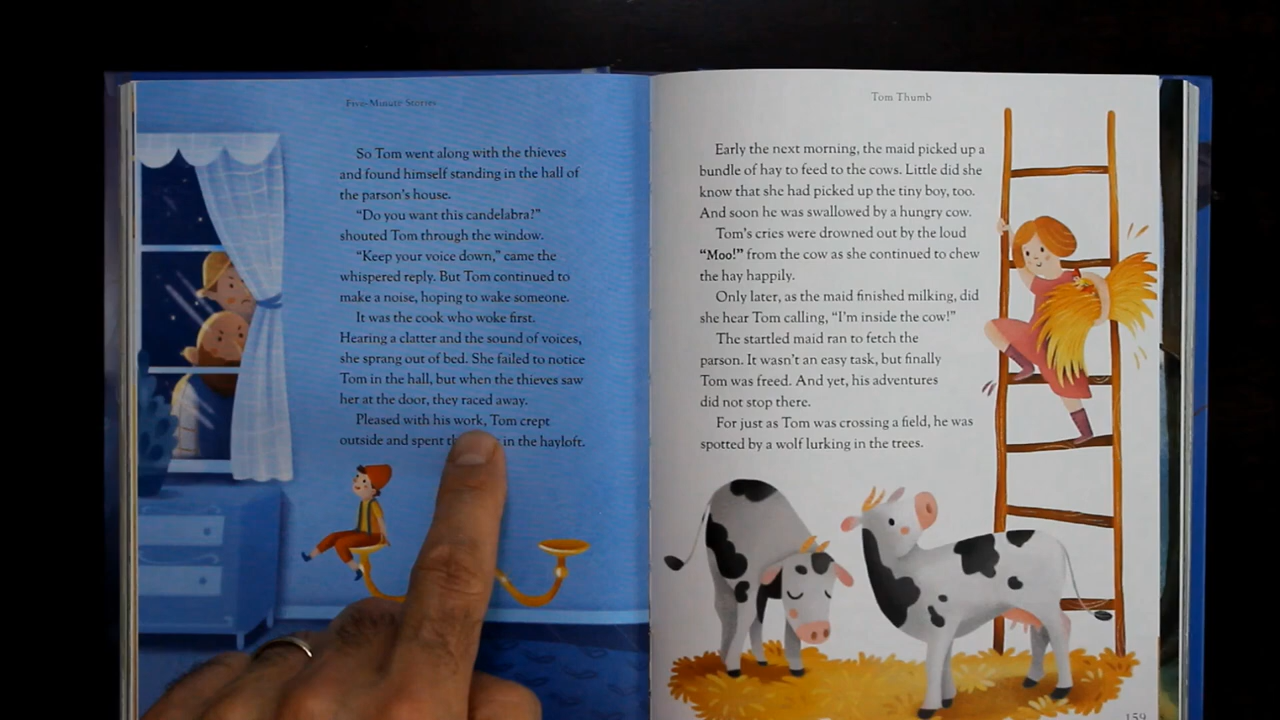 Five-Minute Stories
So Tom went along with the thieves
and found himself standing in the hall of
the parson's house.
"Do you want this candelabra?"
shouted Tom through the window.
"Keep your voice down," came the
whispered reply. But Tom continued to
make a noise, hoping to wake someone.
It was the cook who woke first.
Hearing a clatter and the sound of voices,
she sprang out of bed. She failed to notice
Tom in the hall, but when the thieves saw
her at the door, they raced away.
Pleased with his work, Tom crept
outside and spent in the hayloft.
Tom Thumb
Early the next morning, the maid picked up a
bundle of hay to feed to the cows. Little did she
know that she had picked up the tiny boy, too.
And soon he was swallowed by a hungry cow.
Tom's cries were drowned out by the loud
"Moo!" from the cow as she continued to chew
the hay happily.
Only later, as the maid finished milking, did
she hear Tom calling, "I'm inside the cow!"
The startled maid ran to fetch the
parson. It wasn't an easy task, but finally
Tom was freed. And yet, his adventures
did not stop there.
For just as Tom was crossing a field, he was
spotted by a wolf lurking in the trees.
159